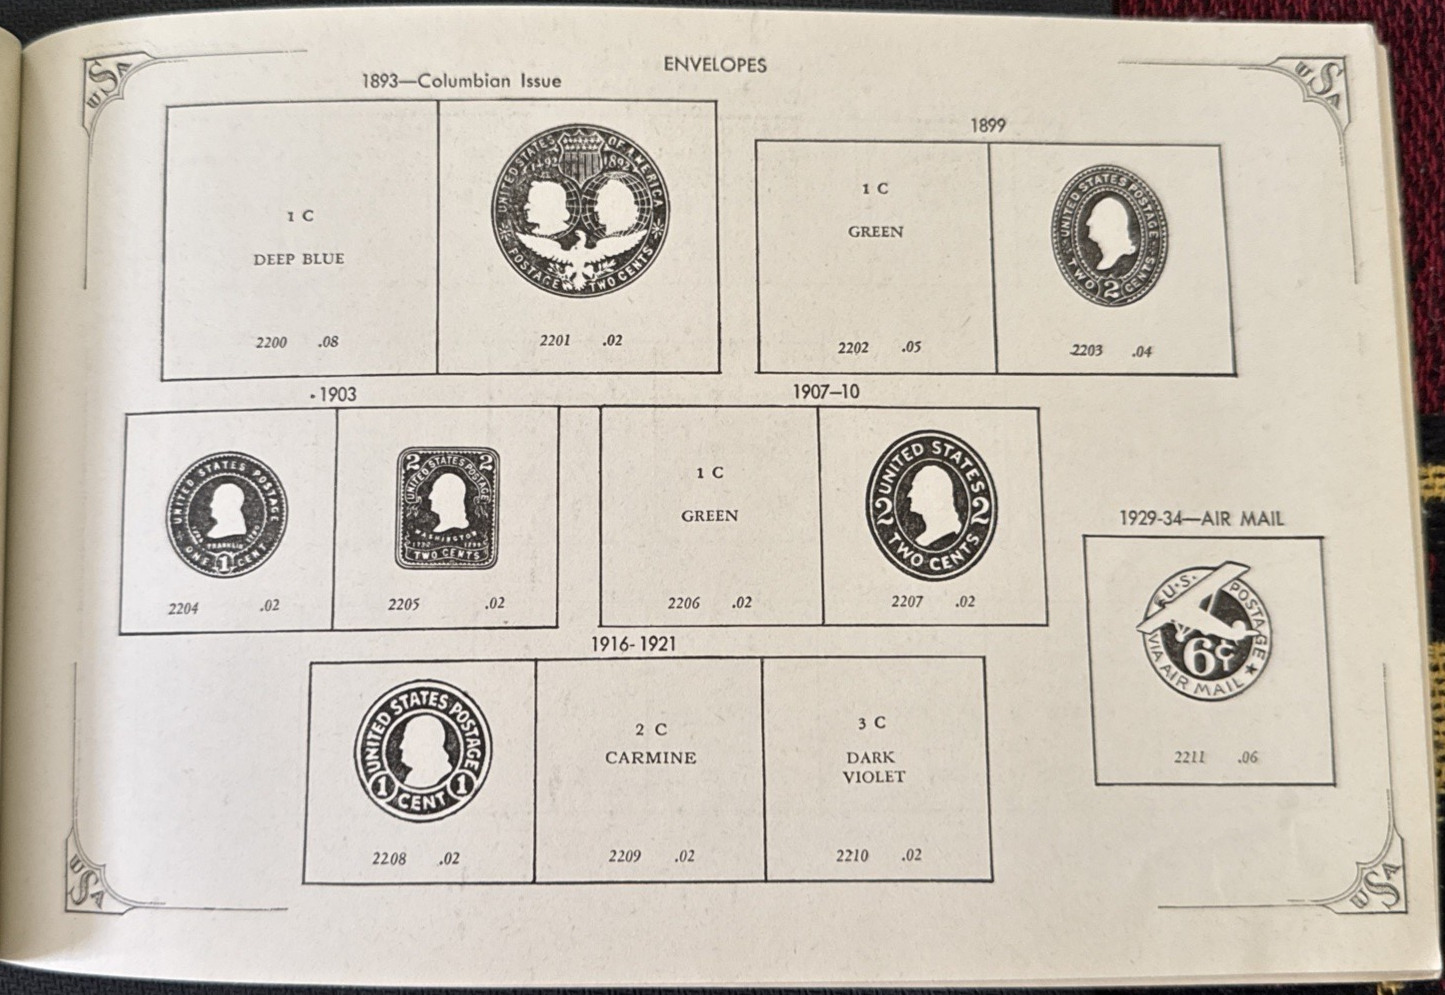 USA
USA
ENVELOPES
1893—Columbian Issue
1 C
DEEP BLUE
2200 .08
UNITED STATES OF AMERICA
1492 1892
POSTAGE TWO CENTS
2201 .02
1899
1 C
GREEN
2202 .05
UNITED STATES POSTAGE
TWO 2 CENTS
2203 .04
1903
UNITED STATES POSTAGE
FRANKLIN
ONE 1 CENT
2204 .02
2 2
UNITED STATES POSTAGE
WASHINGTON
TWO CENTS
2205 .02
1907–10
1 C
GREEN
2206 .02
UNITED STATES
2 2
TWO CENTS
2207 .02
1929-34—AIR MAIL
U.S. POSTAGE
6¢
VIA AIR MAIL
2211 .06
1916-1921
UNITED STATES POSTAGE
1 CENT 1
2208 .02
2 C
CARMINE
2209 .02
3 C
DARK
VIOLET
2210 .02
USA
USA